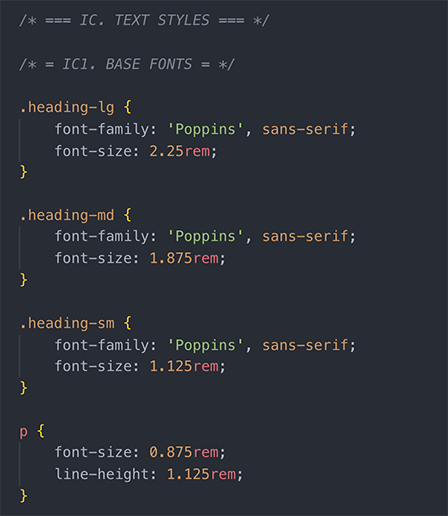 /* === IC. TEXT STYLES === */
/* = IC1. BASE FONTS = */
.heading-lg {
font-family: 'Poppins', sans-serif;
font-size: 2.25rem;
}
.heading-md {
font-family: 'Poppins', sans-serif;
font-size: 1.875rem;
}
.heading-sm {
font-family: 'Poppins', sans-serif;
font-size: 1.125rem;
}
p {
font-size: 0.875rem;
line-height: 1.125rem;
}